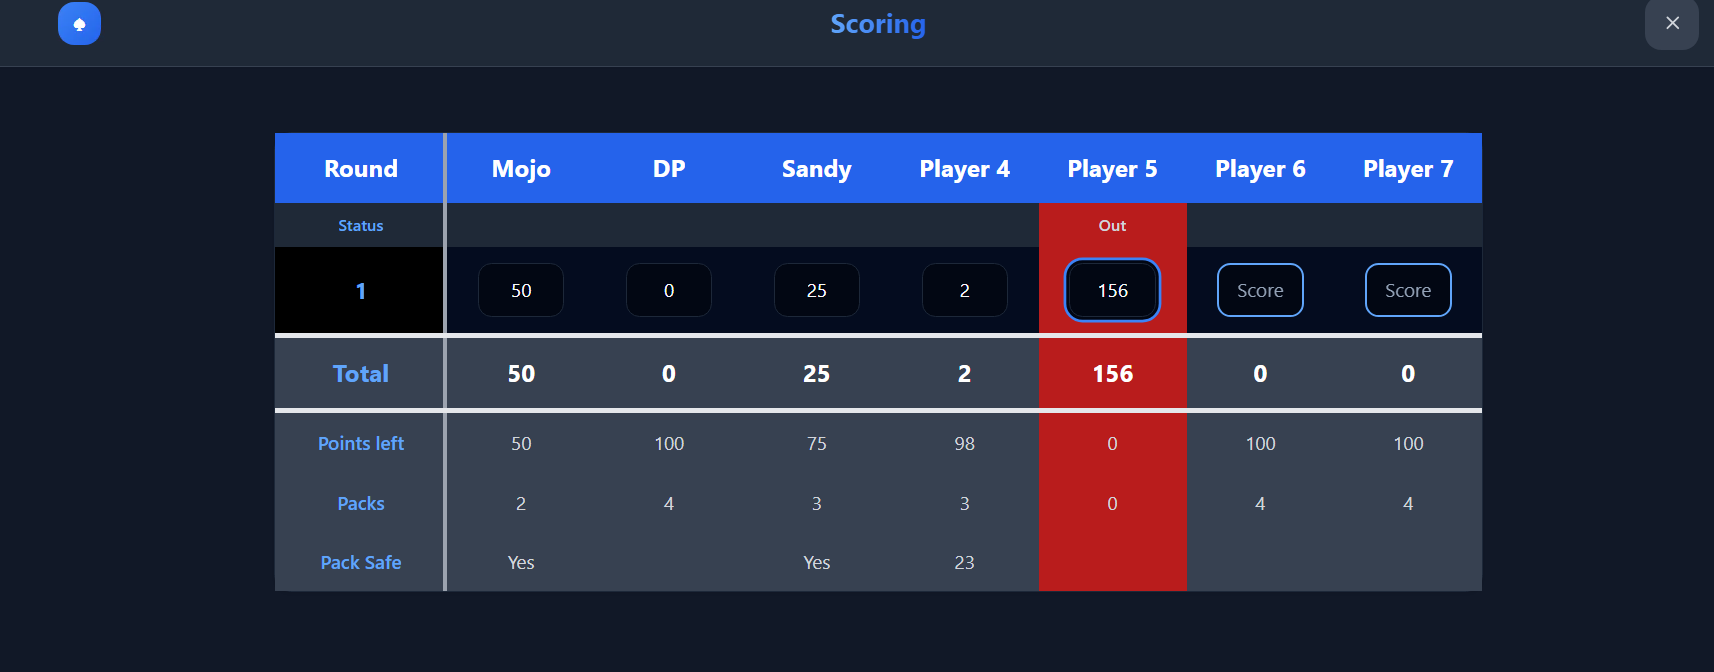 Scoring
Round Mojo DP Sandy Player 4 Player 5 Player 6 Player 7
Status Out
1 50 0 25 2 156 Score Score
Total 50 0 25 2 156 0 0
Points left 50 100 75 98 0 100 100
Packs 2 4 3 3 0 4 4
Pack Safe Yes Yes 23